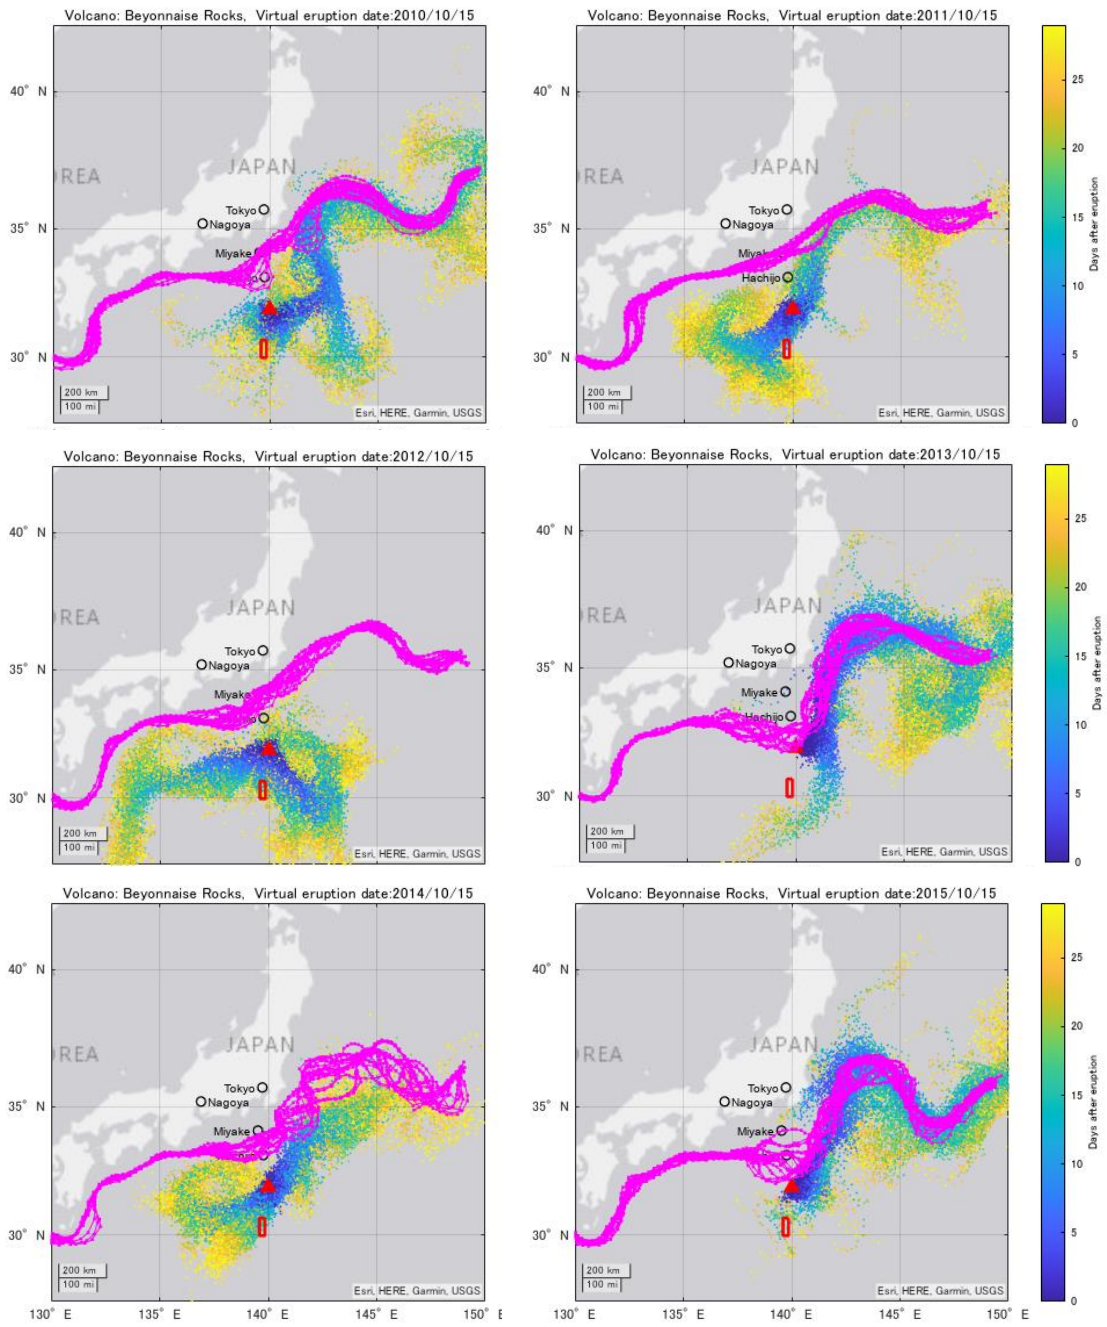 Volcano: Beyonnaise Rocks, Virtual eruption date:2010/10/15
40° N
35° N
30° N
REA
JAPAN
Tokyo
Nagoya
Miyake
200 km
100 mi
Esri, HERE, Garmin, USGS
Volcano: Beyonnaise Rocks, Virtual eruption date:2011/10/15
REA
JAPAN
Tokyo
Nagoya
Hachijo
200 km
100 mi
Esri, HERE, Garmin, USGS
25
20
15
10
5
0
Days after eruption
Volcano: Beyonnaise Rocks, Virtual eruption date:2012/10/15
40° N
35° N
30° N
REA
JAPAN
Tokyo
Nagoya
Miyake
200 km
100 mi
Esri, HERE, Garmin, USGS
Volcano: Beyonnaise Rocks, Virtual eruption date:2013/10/15
40° N
35° N
30° N
REA
JAPAN
Tokyo
Nagoya
Miyake
Hachijo
200 km
100 mi
Esri, HERE, Garmin, USGS
25
20
15
10
5
0
Days after eruption
Volcano: Beyonnaise Rocks, Virtual eruption date:2014/10/15
40° N
35° N
30° N
REA
JAPAN
Tokyo
Nagoya
Miyake
200 km
100 mi
Esri, HERE, Garmin, USGS
130° E
135° E
140° E
145° E
150° E
Volcano: Beyonnaise Rocks, Virtual eruption date:2015/10/15
40° N
35° N
30° N
REA
JAPAN
Tokyo
Nagoya
Miyake
200 km
100 mi
Esri, HERE, Garmin, USGS
130° E
135° E
140° E
145° E
150° E
25
20
15
10
5
0
Days after eruption